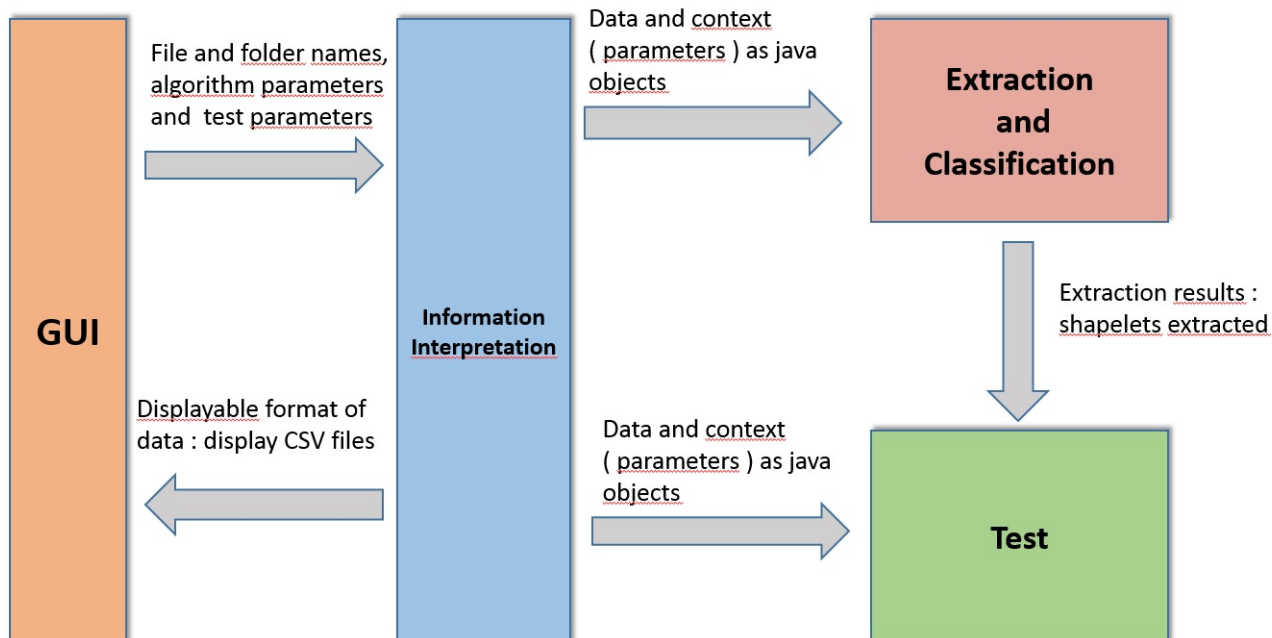 GUI
File and folder names,
algorithm parameters
and test parameters
Displayable format of
data : display CSV files
Information
Interpretation
Data and context
( parameters ) as java
objects
Data and context
( parameters ) as java
objects
Extraction
and
Classification
Extraction results :
shapelets extracted
Test